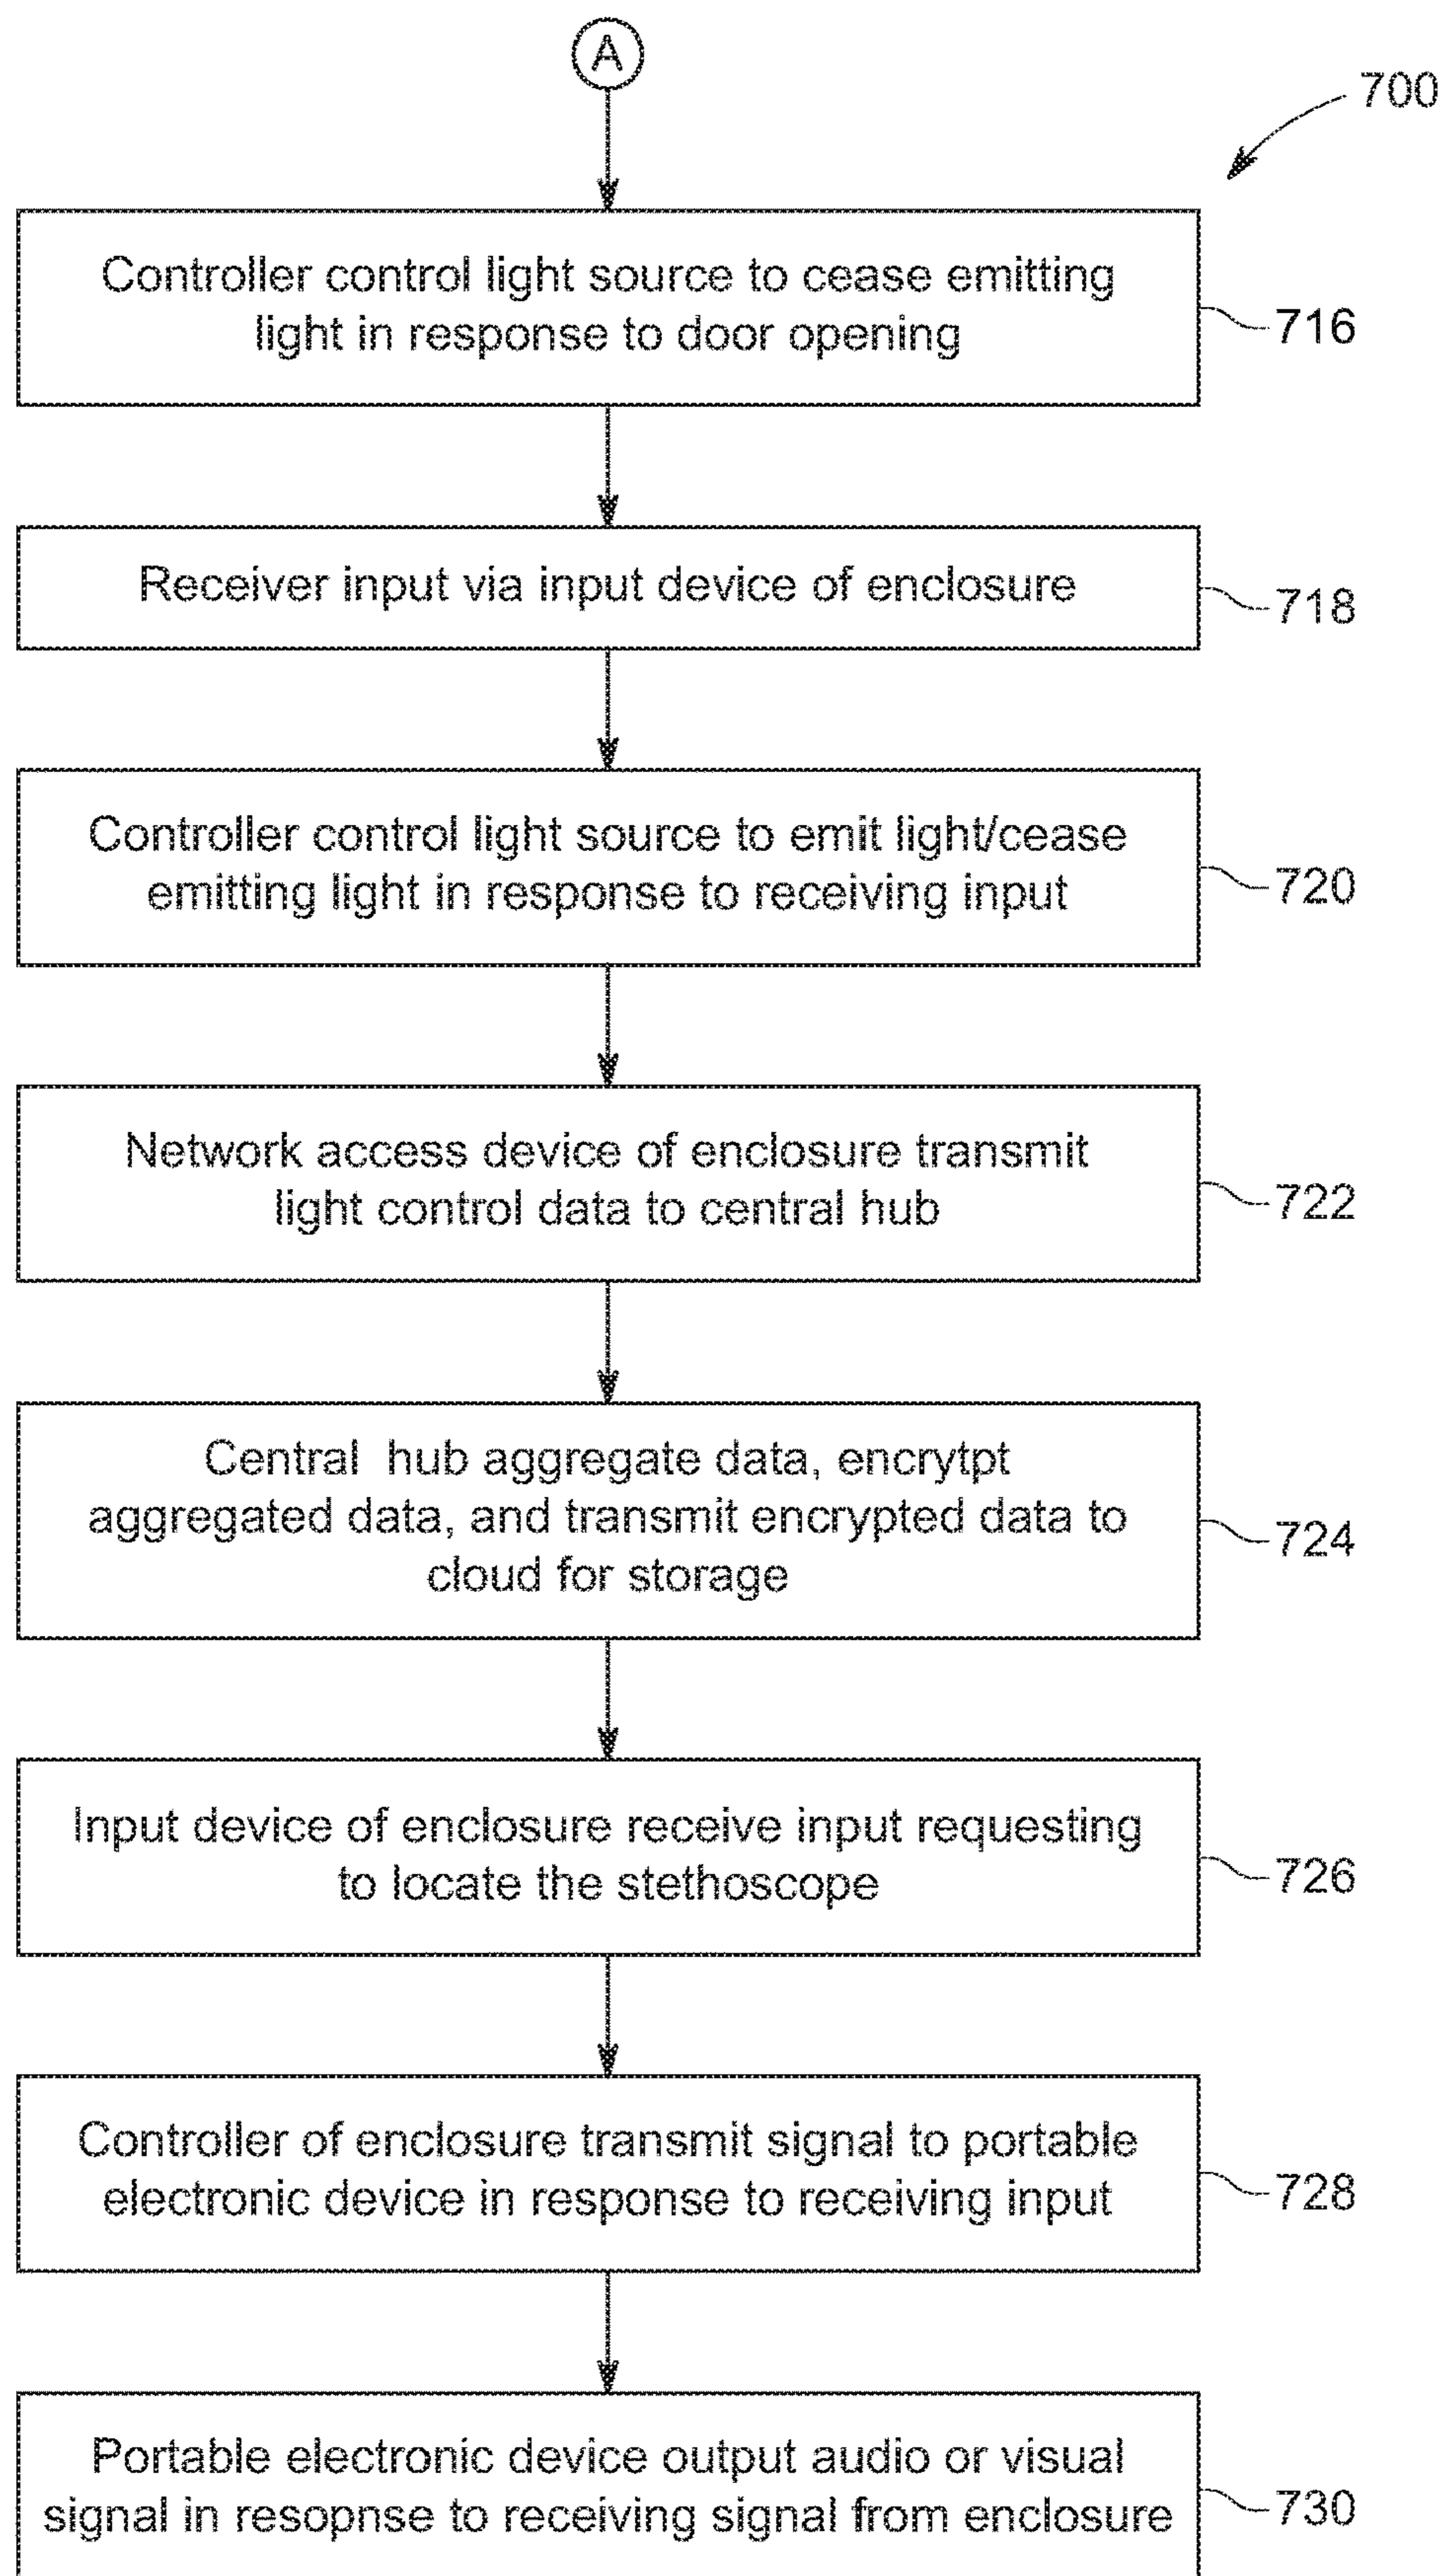 A
700
Controller control light source to cease emitting
light in response to door opening
716
Receiver input via input device of enclosure
718
Controller control light source to emit light/cease
emitting light in response to receiving input
720
Network access device of enclosure transmit
light control data to central hub
722
Central hub aggregate data, encrytpt
aggregated data, and transmit encrypted data to
cloud for storage
724
Input device of enclosure receive input requesting
to locate the stethoscope
726
Controller of enclosure transmit signal to portable
electronic device in response to receiving input
728
Portable electronic device output audio or visual
signal in resopnse to receiving signal from enclosure
730